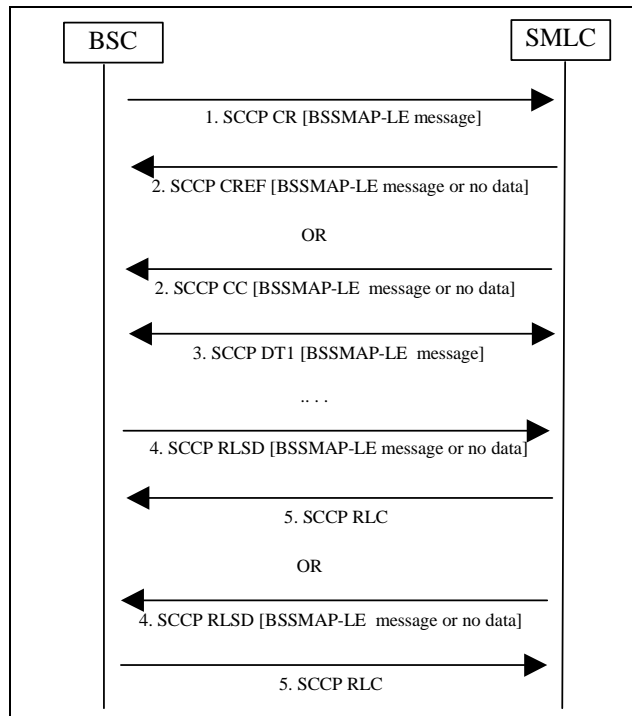 BSC SMLC
1. SCCP CR [BSSMAP-LE message]
2. SCCP CREF [BSSMAP-LE message or no data]
OR
2. SCCP CC [BSSMAP-LE message or no data]
3. SCCP DT1 [BSSMAP-LE message]
.. . .
4. SCCP RLSD [BSSMAP-LE message or no data]
5. SCCP RLC
OR
4. SCCP RLSD [BSSMAP-LE message or no data]
5. SCCP RLC